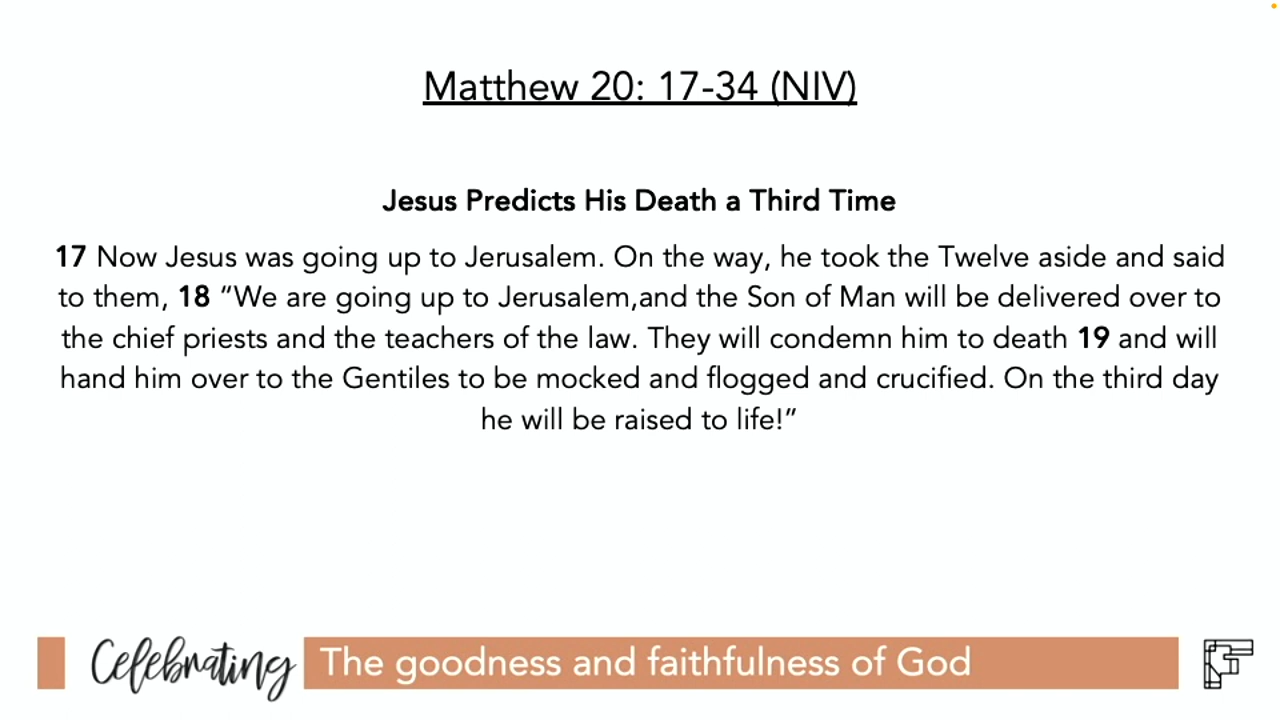 Matthew 20: 17-34 (NIV)
Jesus Predicts His Death a Third Time
17 Now Jesus was going up to Jerusalem. On the way, he took the Twelve aside and said
to them, 18 “We are going up to Jerusalem,and the Son of Man will be delivered over to
the chief priests and the teachers of the law. They will condemn him to death 19 and will
hand him over to the Gentiles to be mocked and flogged and crucified. On the third day
he will be raised to life!”
Celebrating The goodness and faithfulness of God